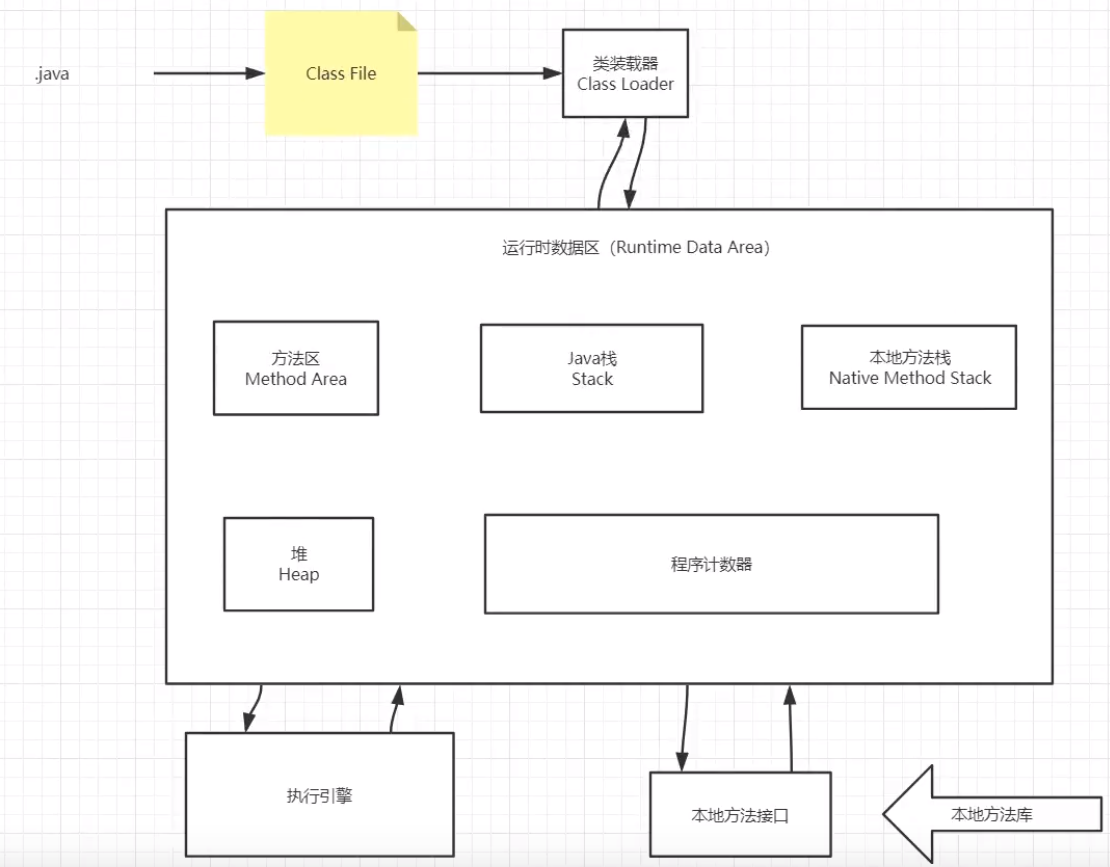 .java
Class File
类装载器
Class Loader
运行时数据区（Runtime Data Area）
方法区
Method Area
Java栈
Stack
本地方法栈
Native Method Stack
堆
Heap
程序计数器
执行引擎
本地方法接口
本地方法库